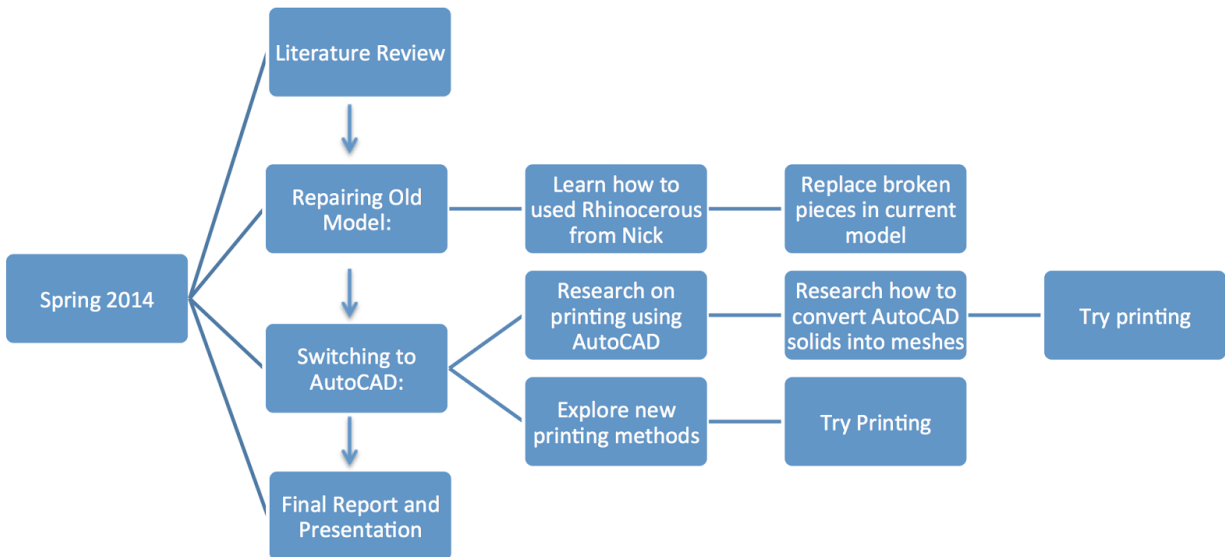 Literature Review
Repairing Old
Model:
Learn how to
used Rhinocerous
from Nick
Replace broken
pieces in current
model
Spring 2014
Switching to
AutoCAD:
Research on
printing using
AutoCAD
Research how to
convert AutoCAD
solids into meshes
Try printing
Explore new
printing methods
Try Printing
Final Report and
Presentation